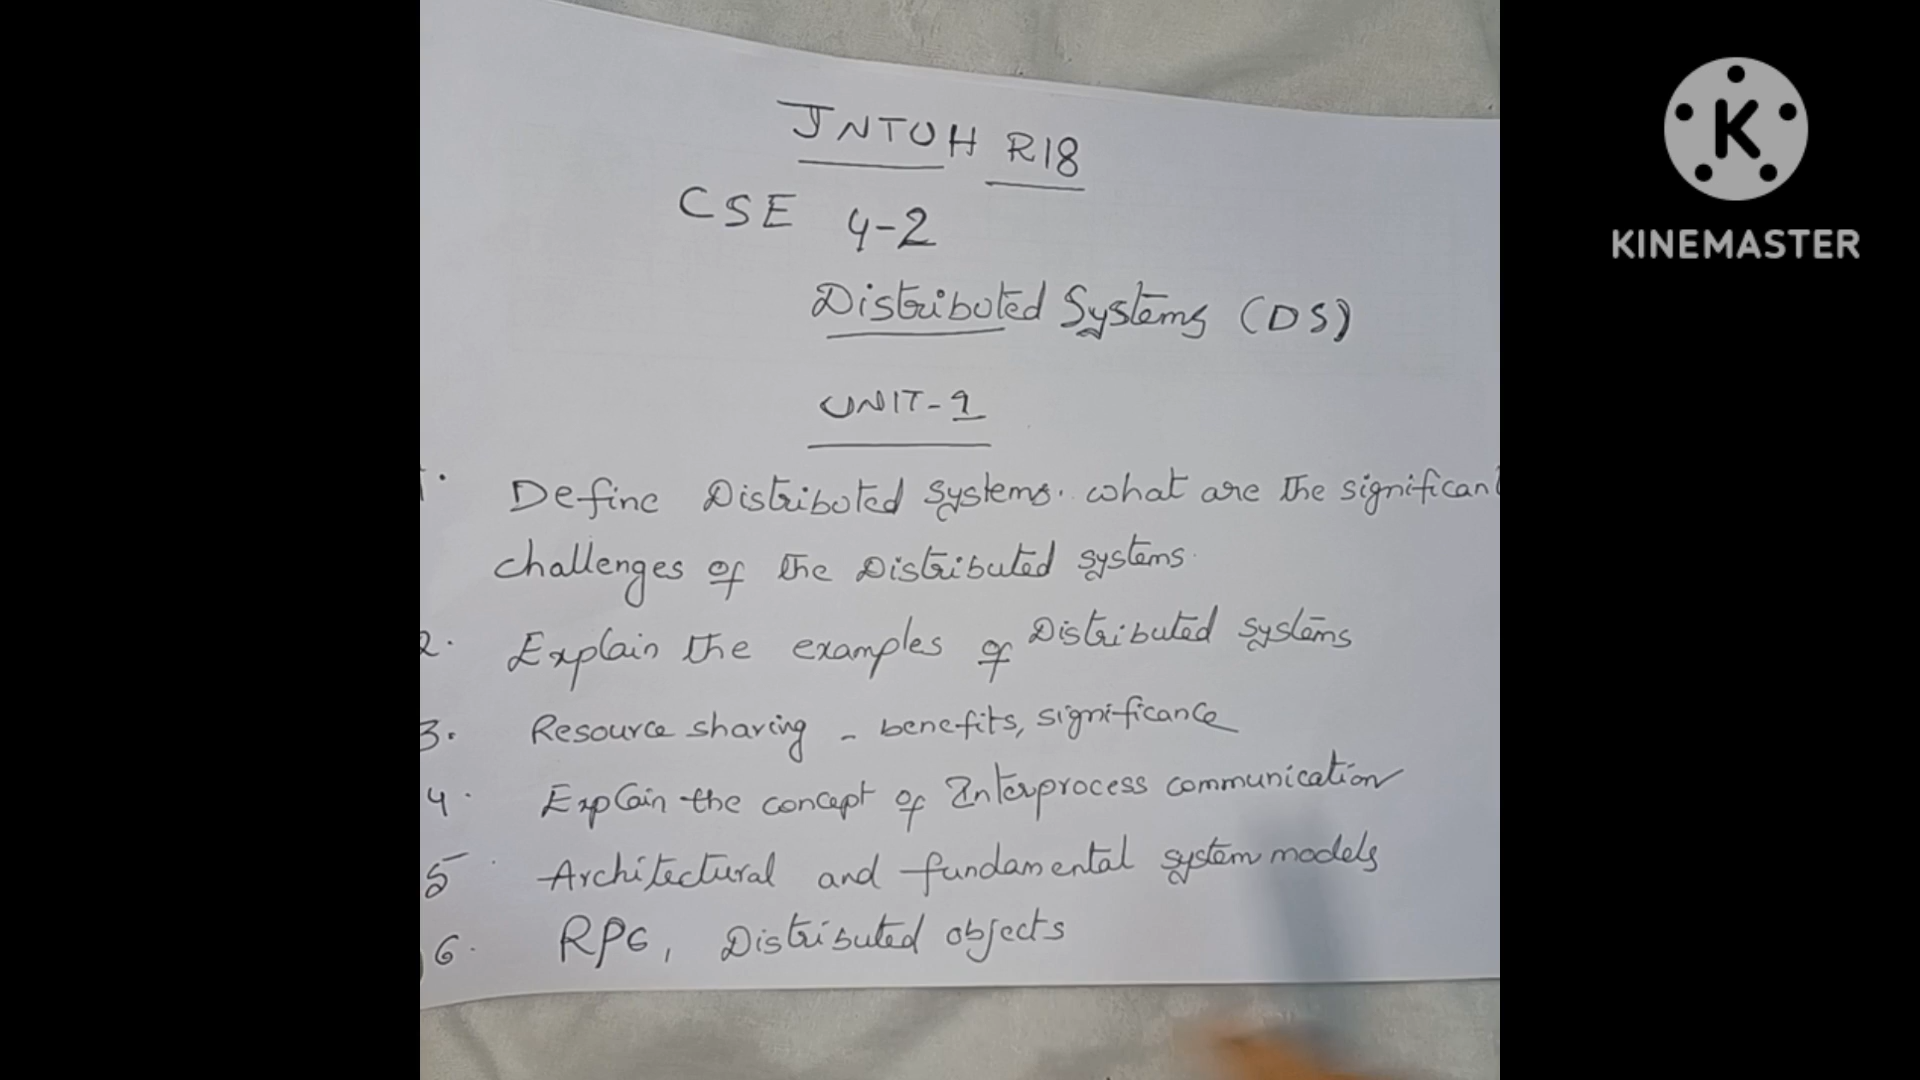 JNTUH R18
CSE 4-2
Distributed Systems (DS)
UNIT-1
1. Define Distributed systems. what are the significant
challenges of the Distributed systems.
2. Explain the examples of Distributed systems
3. Resource sharing - benefits, significance
4. Explain the concept of Interprocess communication
5. Architectural and fundamental system models
6. RPC, Distributed objects
K
KINEMASTER